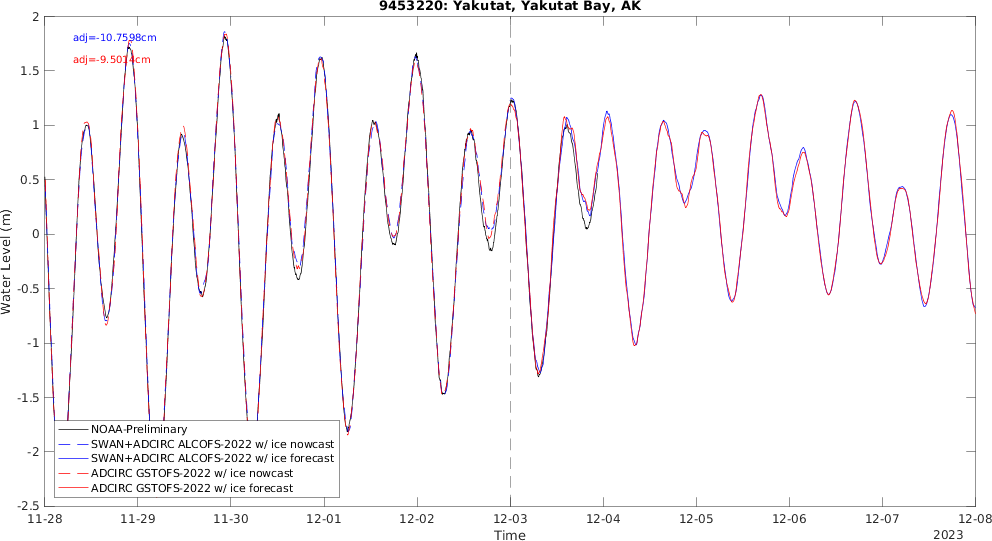 9453220: Yakutat, Yakutat Bay, AK
adj=-10.7598cm
adj=-9.5014cm
Water Level (m)
2
1.5
1
0.5
0
-0.5
-1
-1.5
-2
-2.5
NOAA-Preliminary
SWAN+ADCIRC ALCOFS-2022 w/ ice nowcast
SWAN+ADCIRC ALCOFS-2022 w/ ice forecast
ADCIRC GSTOFS-2022 w/ ice nowcast
ADCIRC GSTOFS-2022 w/ ice forecast
11-28 11-29 11-30 12-01 12-02 12-03 12-04 12-05 12-06 12-07 12-08
Time
2023